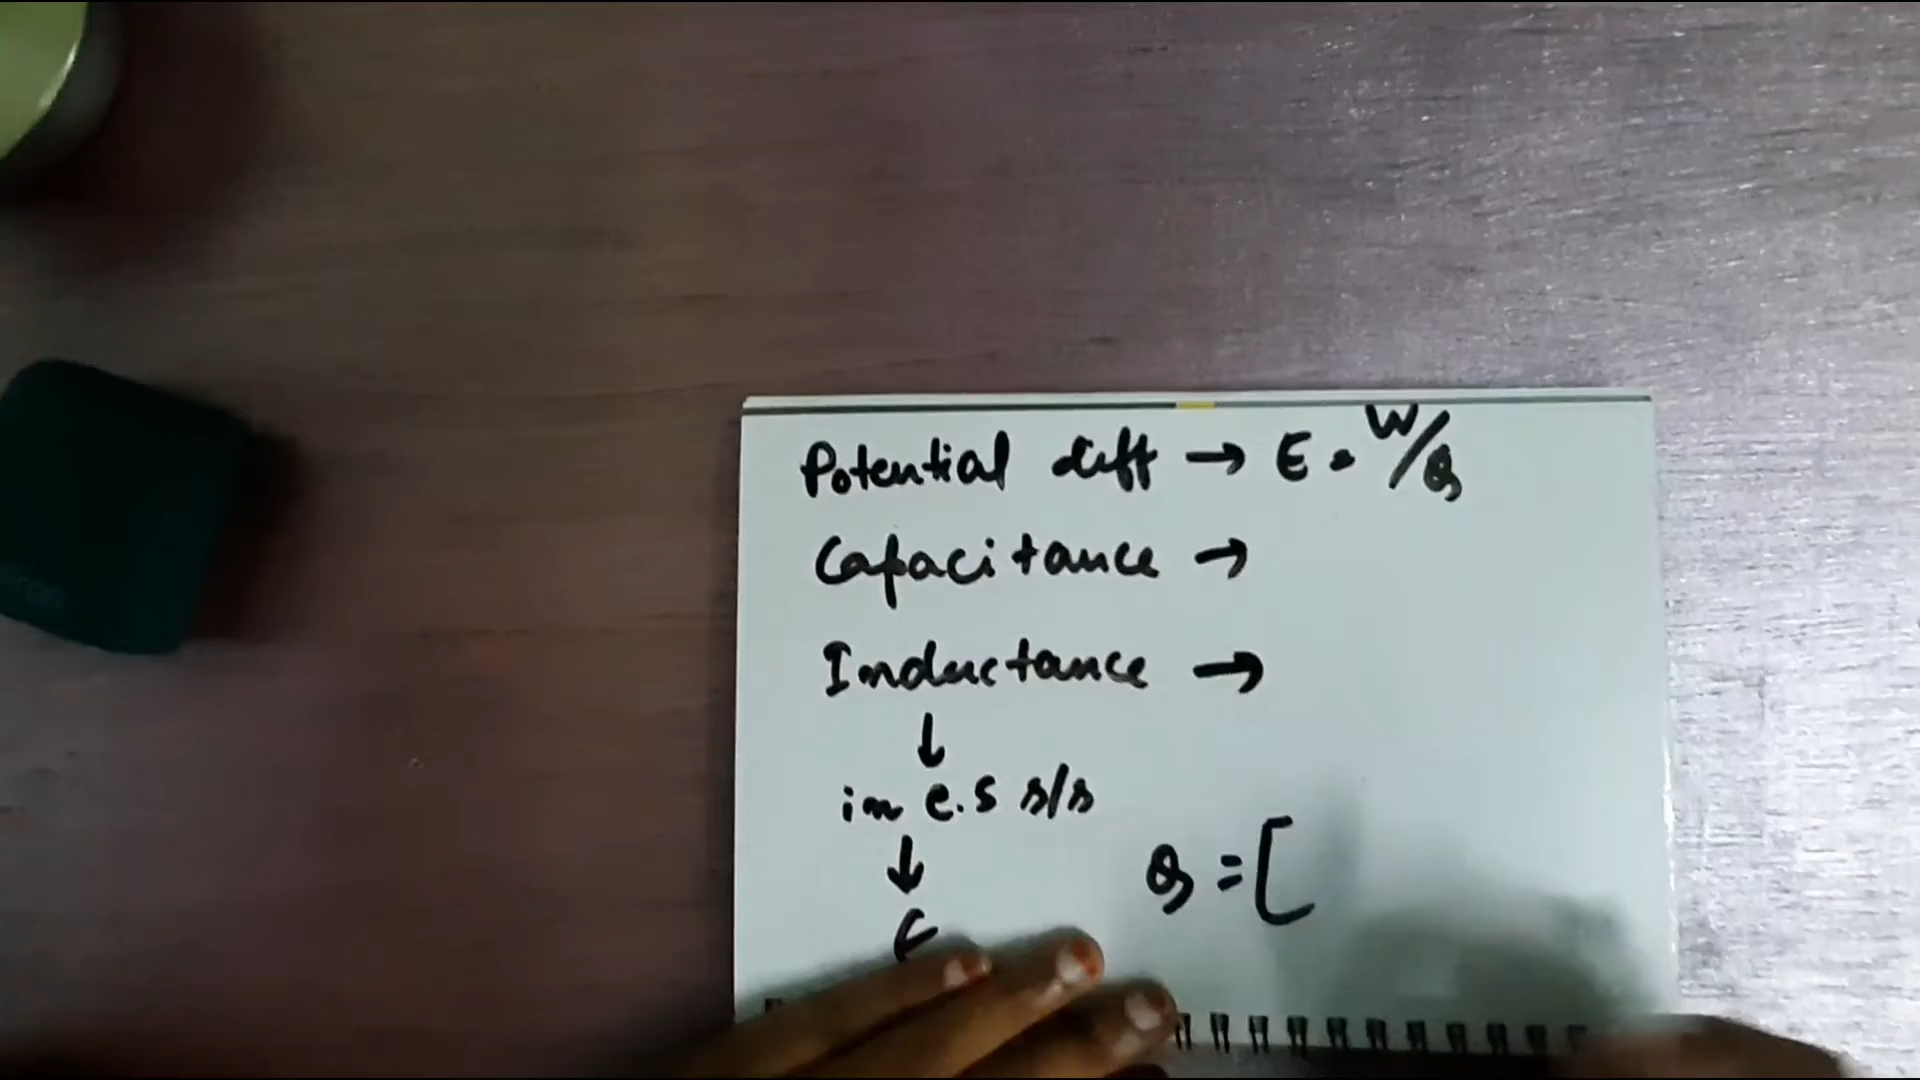 Potential diff → E = W/Q
Capacitance →
Inductance →
↓
in e.s s/s
↓
Q = [